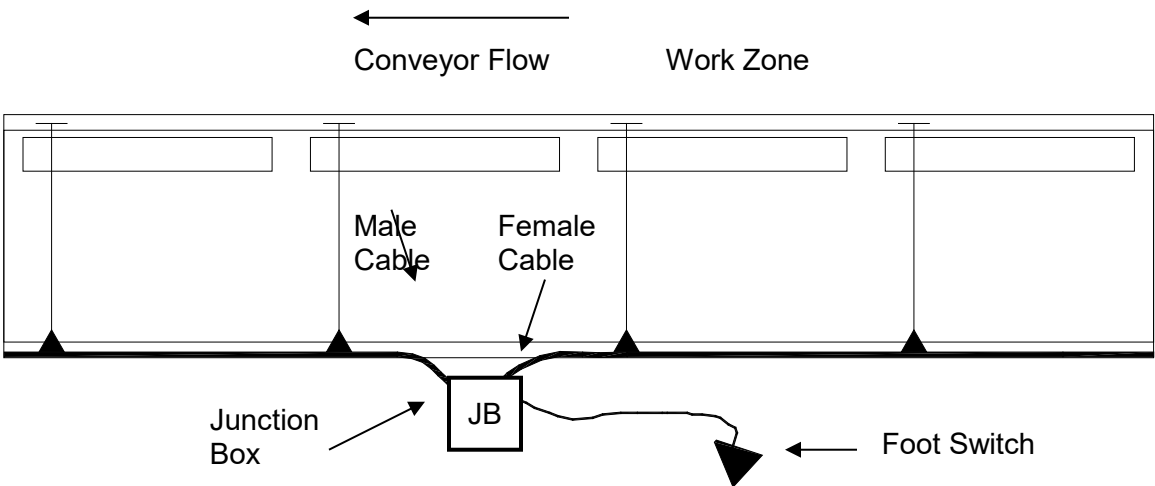 Conveyor Flow
Work Zone
Male
Cable
Female
Cable
Junction
Box
JB
Foot Switch